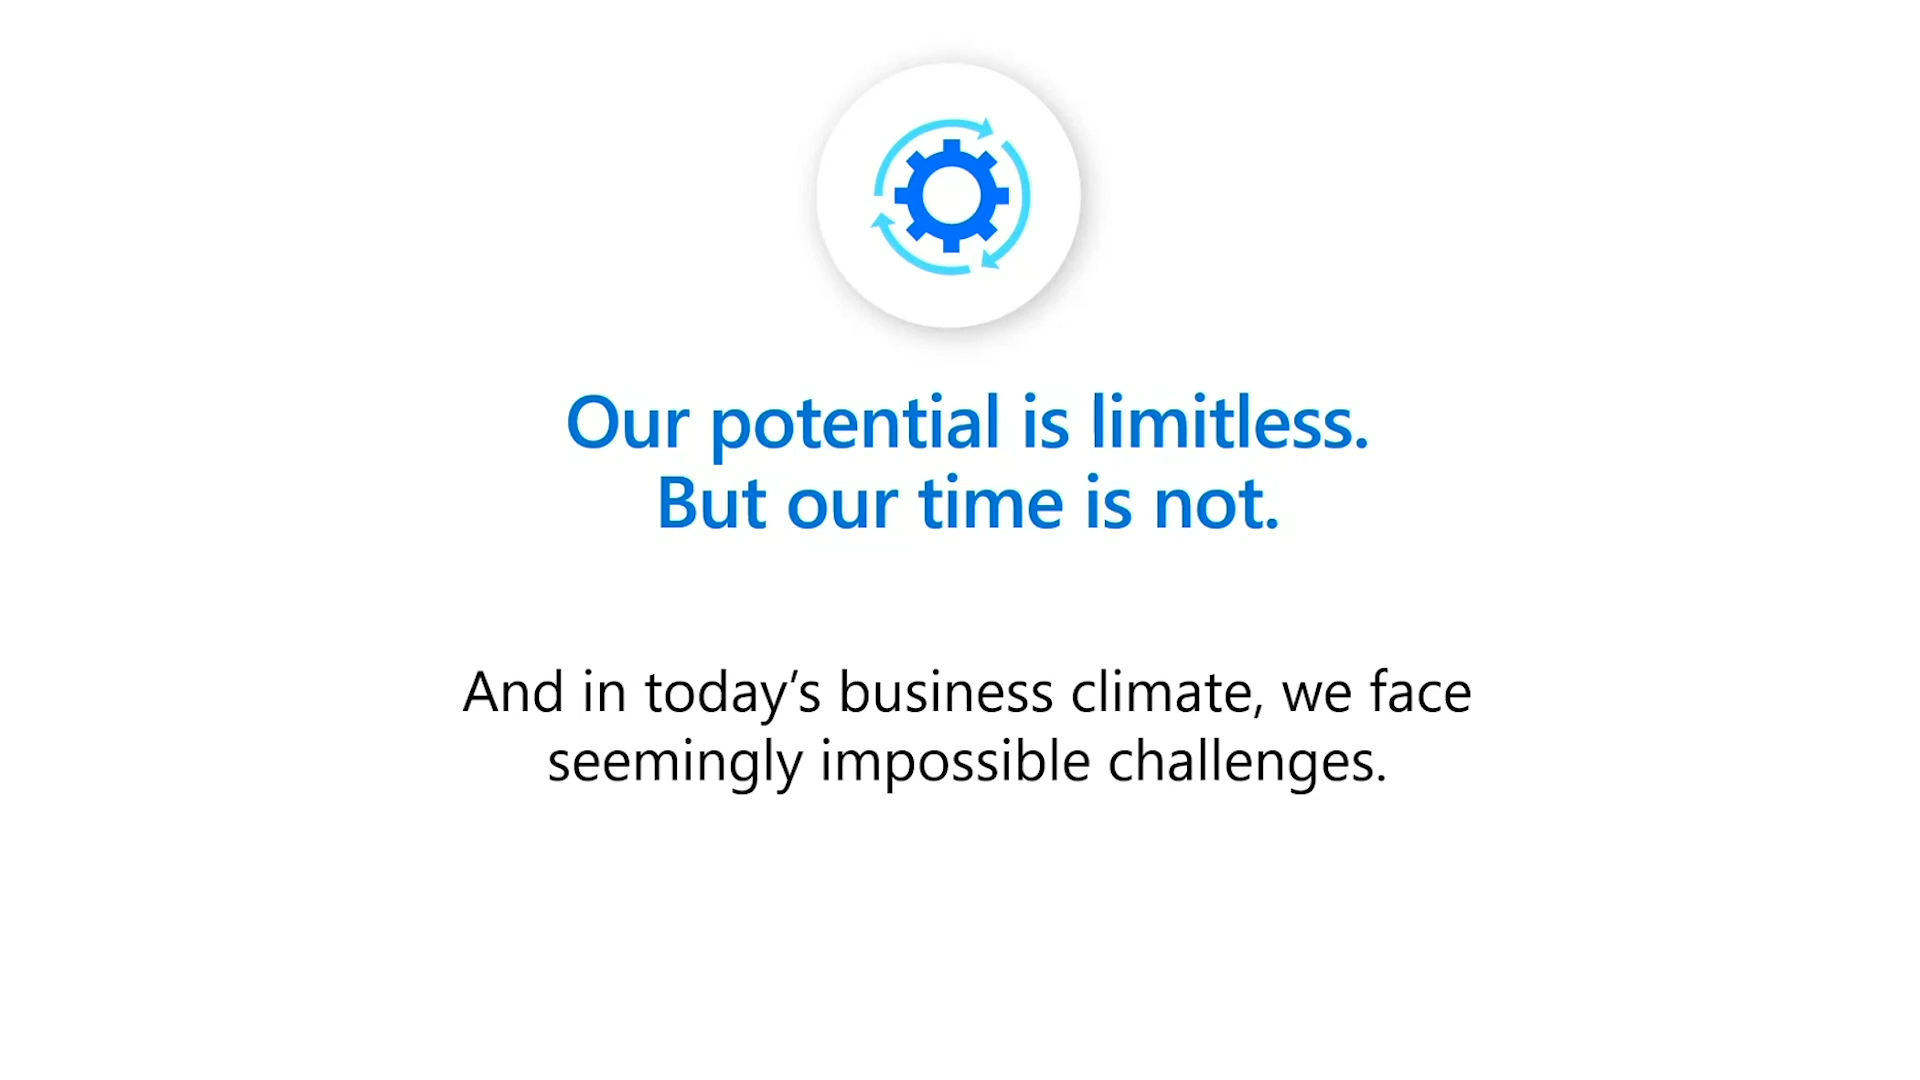 Our potential is limitless.
But our time is not.
And in today’s business climate, we face
seemingly impossible challenges.